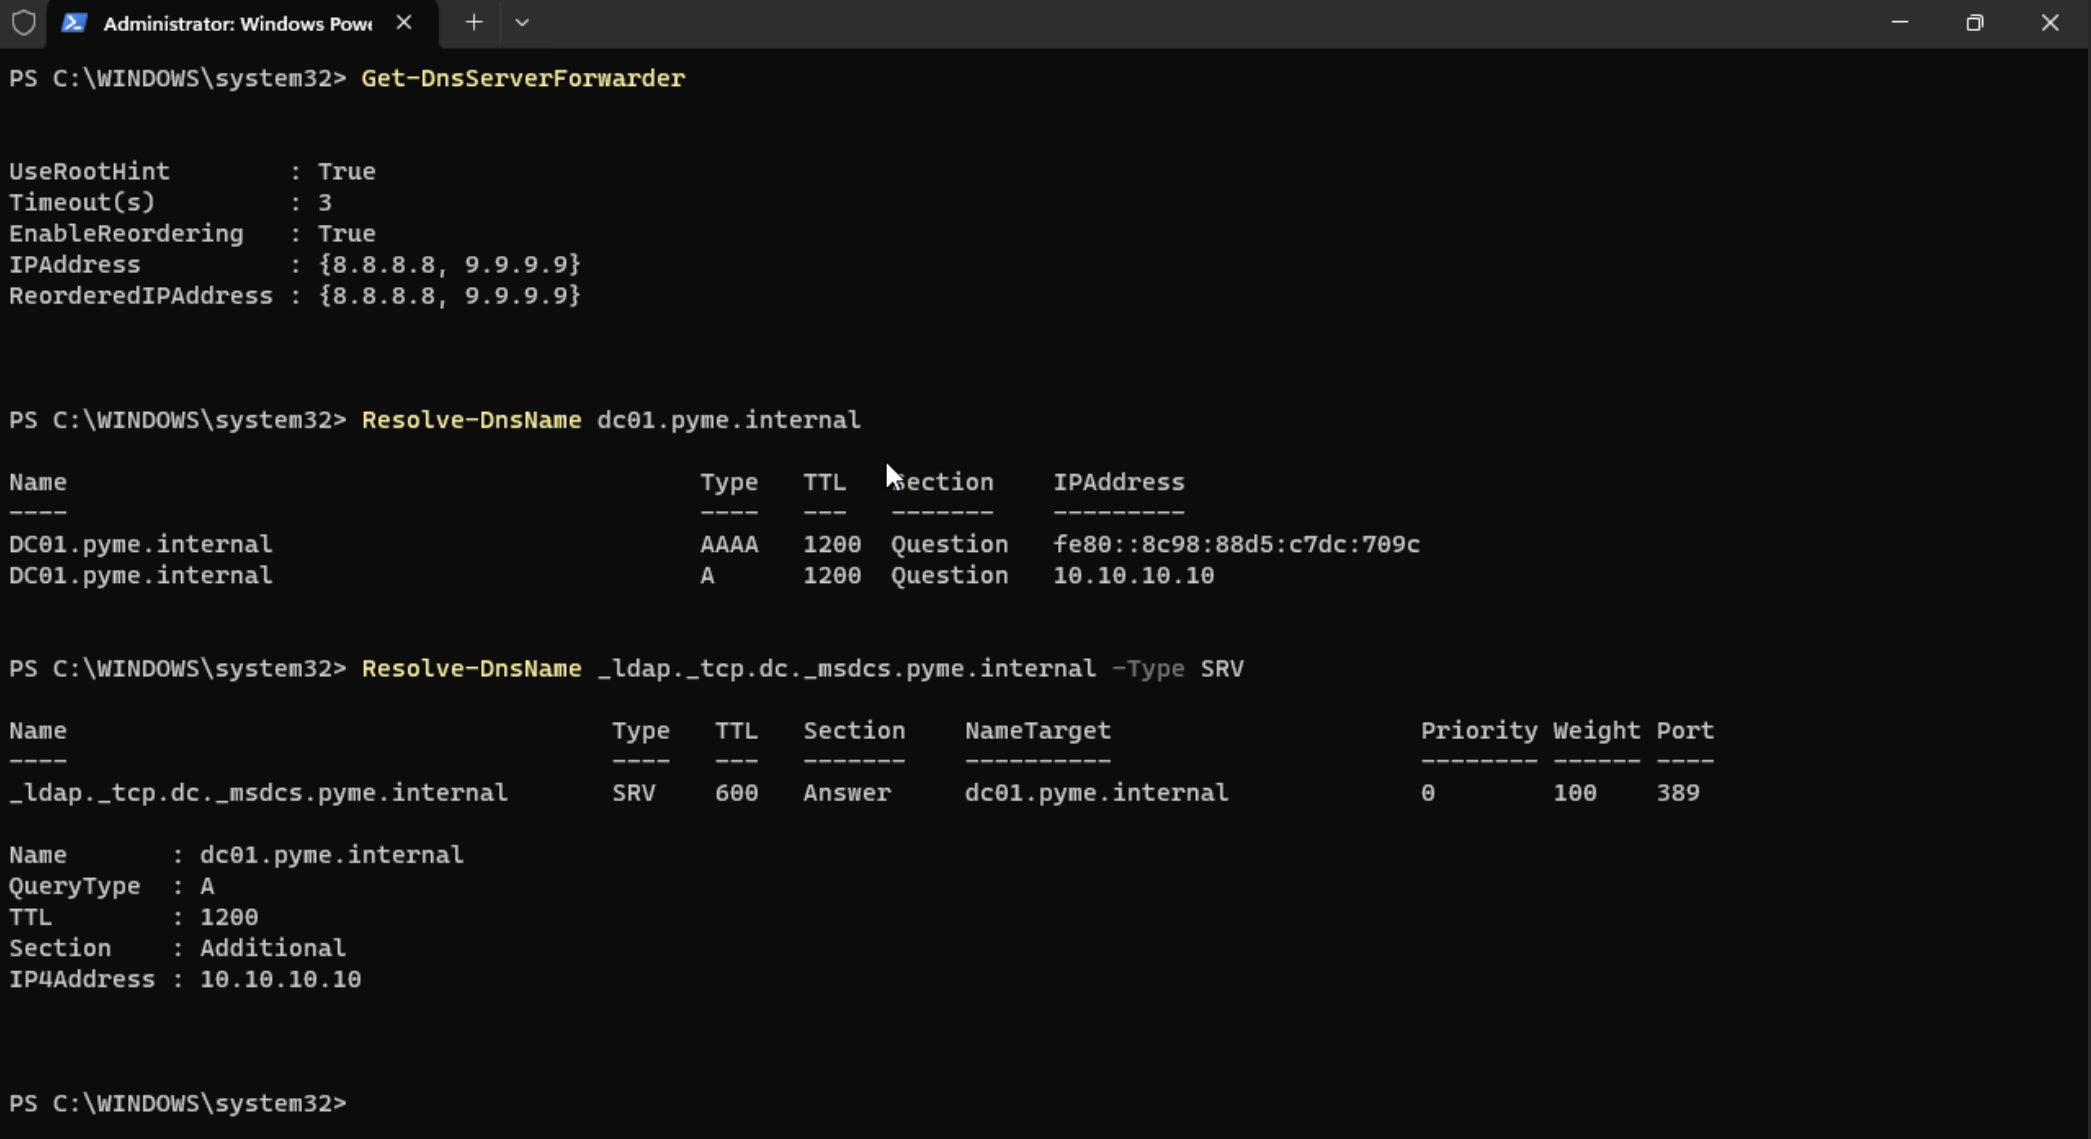 Administrator: Windows Powe
PS C:\WINDOWS\system32> Get-DnsServerForwarder
UseRootHint        : True
Timeout(s)         : 3
EnableReordering   : True
IPAddress          : {8.8.8.8, 9.9.9.9}
ReorderedIPAddress : {8.8.8.8, 9.9.9.9}
PS C:\WINDOWS\system32> Resolve-DnsName dc01.pyme.internal
Name                                           Type   TTL   Section    IPAddress
----                                           ----   ---   -------    ---------
DC01.pyme.internal                             AAAA   1200  Question   fe80::8c98:88d5:c7dc:709c
DC01.pyme.internal                             A      1200  Question   10.10.10.10
PS C:\WINDOWS\system32> Resolve-DnsName _ldap._tcp.dc._msdcs.pyme.internal -Type SRV
Name                                     Type   TTL   Section    NameTarget                     Priority Weight Port
----                                     ----   ---   -------    ----------                     -------- ------ ----
_ldap._tcp.dc._msdcs.pyme.internal       SRV    600   Answer     dc01.pyme.internal             0        100    389
Name       : dc01.pyme.internal
QueryType  : A
TTL        : 1200
Section    : Additional
IP4Address : 10.10.10.10
PS C:\WINDOWS\system32>